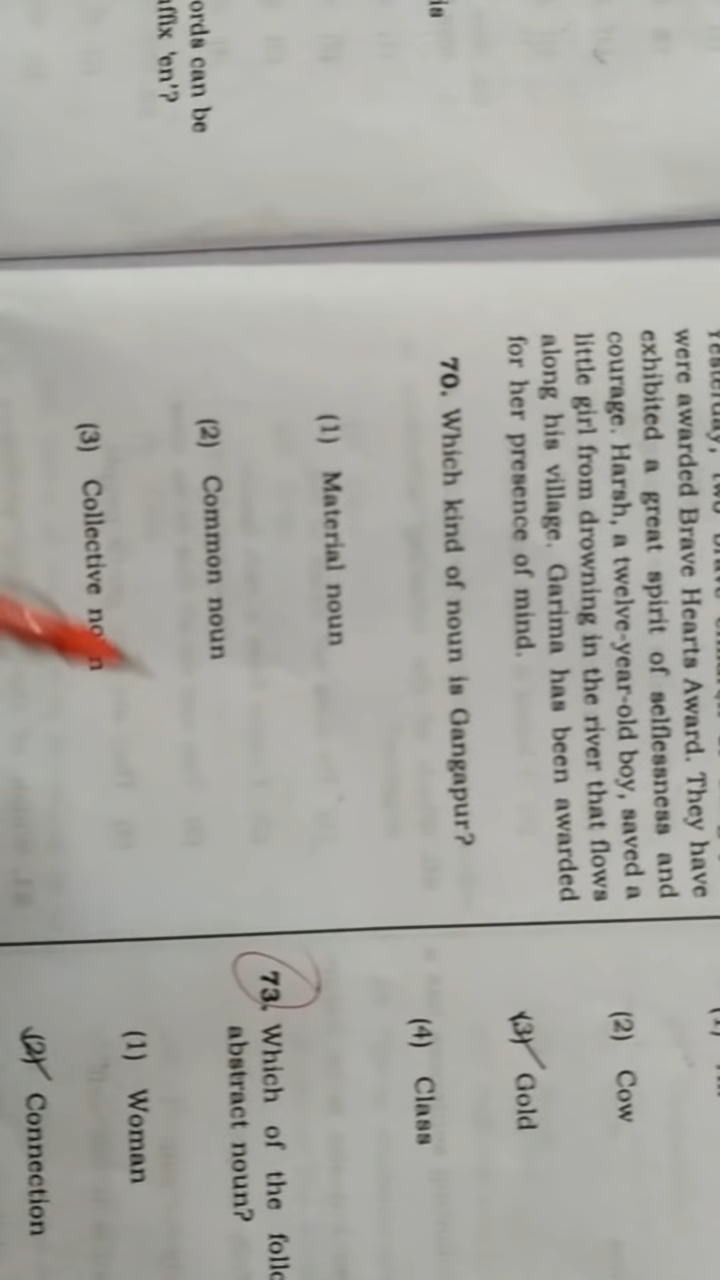 is
ords can be
affix 'en'?
were awarded Brave Hearts Award. They have
exhibited a great spirit of selflessness and
courage. Harsh, a twelve-year-old boy, saved a
little girl from drowning in the river that flows
along his village. Garima has been awarded
for her presence of mind.
70. Which kind of noun is Gangapur?
(1) Material noun
(2) Common noun
(3) Collective noun
(2) Cow
(3) Gold
(4) Class
73. Which of the follo
abstract noun?
(1) Woman
(2) Connection